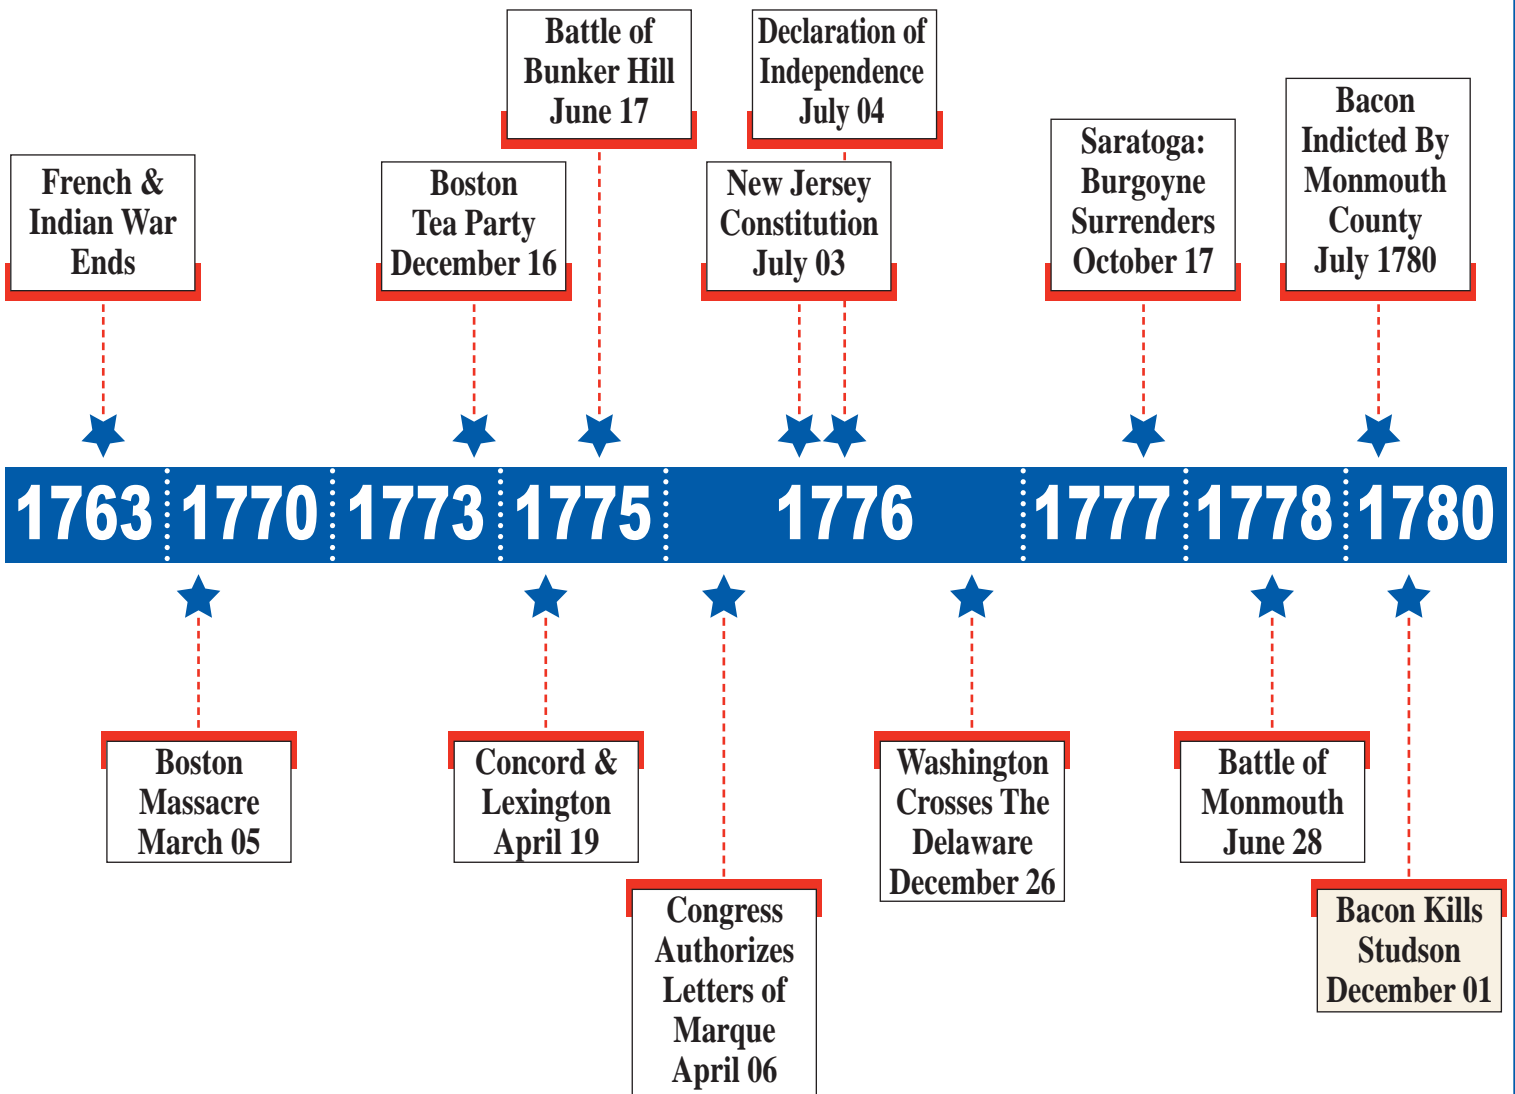 Battle of
Bunker Hill
June 17
Declaration of
Independence
July 04
Bacon
Indicted By
Monmouth
County
July 1780
Saratoga:
Burgoyne
Surrenders
October 17
French &
Indian War
Ends
Boston
Tea Party
December 16
New Jersey
Constitution
July 03
1763 1770 1773 1775 1776 1777 1778 1780
Boston
Massacre
March 05
Concord &
Lexington
April 19
Washington
Crosses The
Delaware
December 26
Battle of
Monmouth
June 28
Congress
Authorizes
Letters of
Marque
April 06
Bacon Kills
Studson
December 01